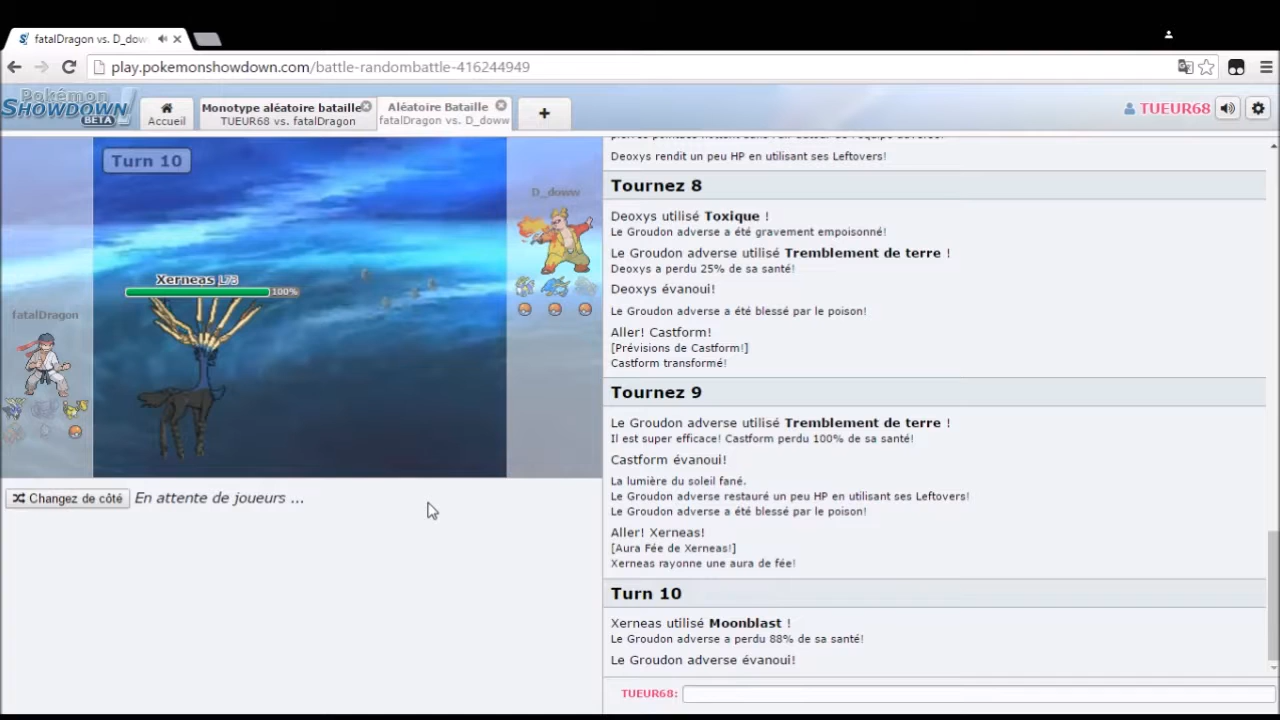 fatalDragon vs. D_dow
play.pokemonshowdown.com/battle-randombattle-416244949
Pokémon
SHOWDOWN
BETA
Accueil
Monotype aléatoire bataille
TUEUR68 vs. fatalDragon
Aléatoire Bataille
fatalDragon vs. D_doww
TUEUR68
Turn 10
D_doww
Xerneas L73
100%
fatalDragon
Changez de côté
En attente de joueurs ...
Deoxys rendit un peu HP en utilisant ses Leftovers!
Tournez 8
Deoxys utilisé Toxique !
Le Groudon adverse a été gravement empoisonné!
Le Groudon adverse utilisé Tremblement de terre !
Deoxys a perdu 25% de sa santé!
Deoxys évanoui!
Le Groudon adverse a été blessé par le poison!
Aller! Castform!
[Prévisions de Castform!]
Castform transformé!
Tournez 9
Le Groudon adverse utilisé Tremblement de terre !
Il est super efficace! Castform perdu 100% de sa santé!
Castform évanoui!
La lumière du soleil fané.
Le Groudon adverse restauré un peu HP en utilisant ses Leftovers!
Le Groudon adverse a été blessé par le poison!
Aller! Xerneas!
[Aura Fée de Xerneas!]
Xerneas rayonne une aura de fée!
Turn 10
Xerneas utilisé Moonblast !
Le Groudon adverse a perdu 88% de sa santé!
Le Groudon adverse évanoui!
TUEUR68: